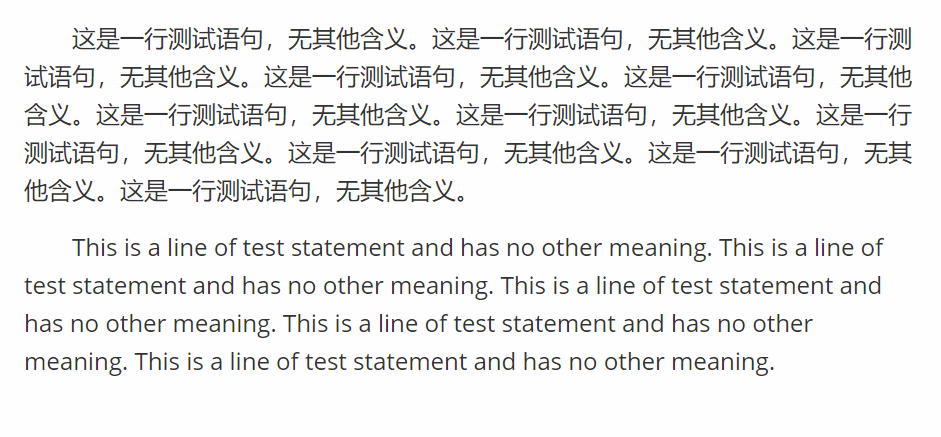 这是一行测试语句，无其他含义。这是一行测试语句，无其他含义。这是一行测
试语句，无其他含义。这是一行测试语句，无其他含义。这是一行测试语句，无其他
含义。这是一行测试语句，无其他含义。这是一行测试语句，无其他含义。这是一行
测试语句，无其他含义。这是一行测试语句，无其他含义。这是一行测试语句，无其
他含义。这是一行测试语句，无其他含义。
This is a line of test statement and has no other meaning. This is a line of
test statement and has no other meaning. This is a line of test statement and
has no other meaning. This is a line of test statement and has no other
meaning. This is a line of test statement and has no other meaning.